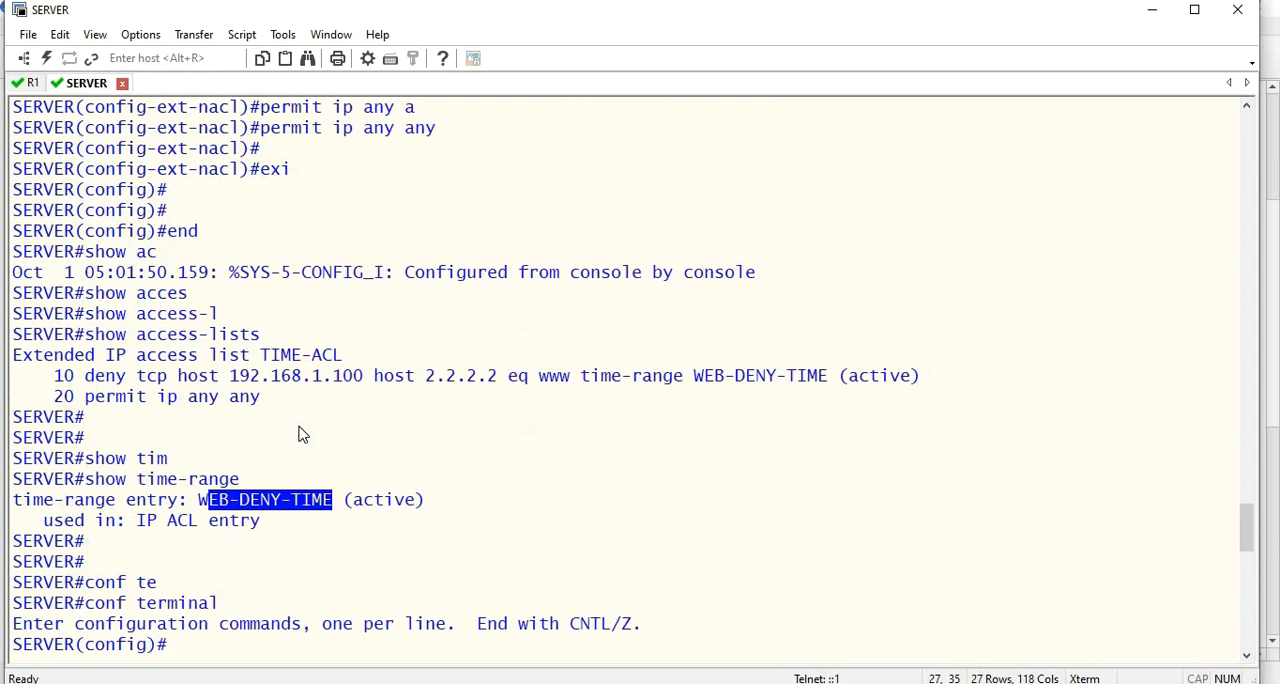 SERVER
File Edit View Options Transfer Script Tools Window Help
Enter host <Alt+R>
R1 SERVER
SERVER(config-ext-nacl)#permit ip any a
SERVER(config-ext-nacl)#permit ip any any
SERVER(config-ext-nacl)#
SERVER(config-ext-nacl)#exi
SERVER(config)#
SERVER(config)#
SERVER(config)#end
SERVER#show ac
Oct  1 05:01:50.159: %SYS-5-CONFIG_I: Configured from console by console
SERVER#show acces
SERVER#show access-l
SERVER#show access-lists
Extended IP access list TIME-ACL
    10 deny tcp host 192.168.1.100 host 2.2.2.2 eq www time-range WEB-DENY-TIME (active)
    20 permit ip any any
SERVER#
SERVER#
SERVER#show tim
SERVER#show time-range
time-range entry: WEB-DENY-TIME (active)
   used in: IP ACL entry
SERVER#
SERVER#
SERVER#conf te
SERVER#conf terminal
Enter configuration commands, one per line.  End with CNTL/Z.
SERVER(config)#
Ready Telnet: ::1 27, 35 27 Rows, 118 Cols Xterm CAP NUM